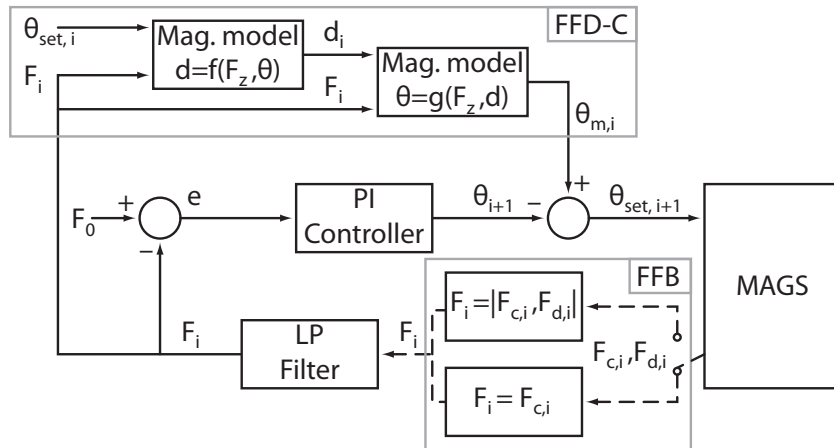 FFD-C
θset, i
Fi
Mag. model
d=f(Fz,θ)
di
Fi
Mag. model
θ=g(Fz,d)
θm,i
F0
+
−
e
PI
Controller
θi+1
−
+
θset, i+1
MAGS
FFB
Fi =|Fc,i,Fd,i|
Fi = Fc,i
Fc,i,Fd,i
Fi
LP
Filter
Fi